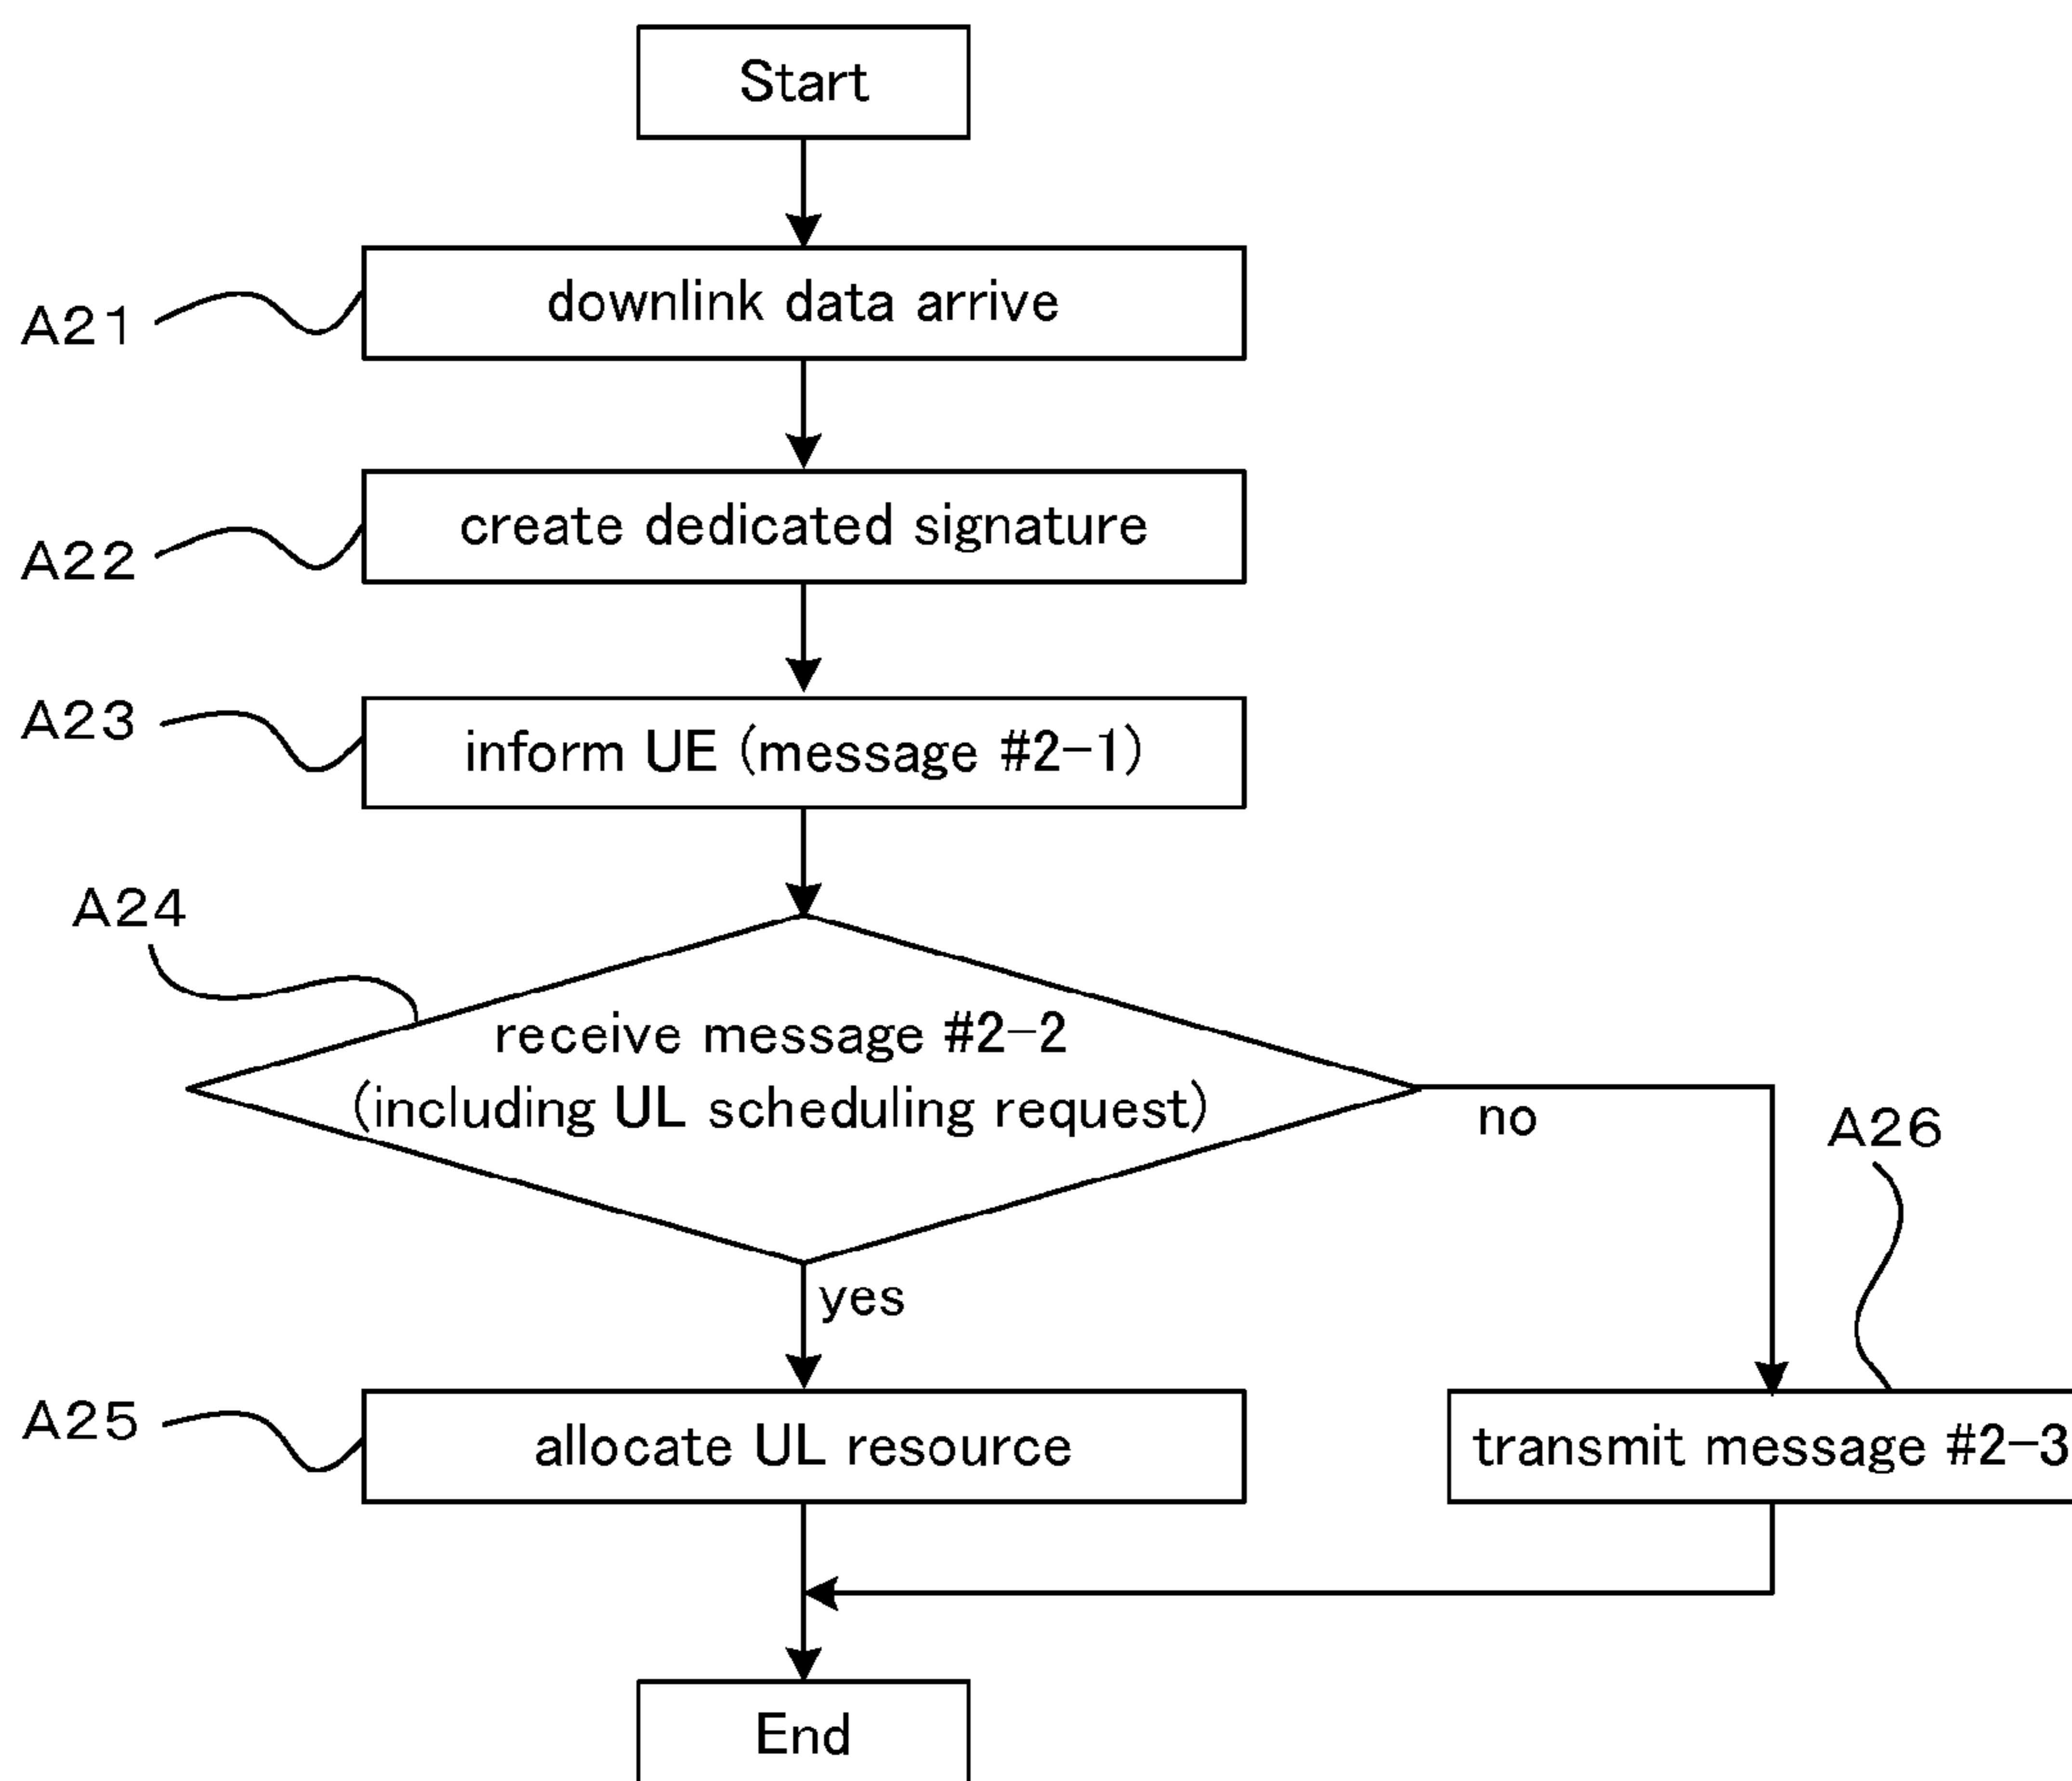 Start
A21
downlink data arrive
A22
create dedicated signature
A23
inform UE (message #2-1)
A24
receive message #2-2
(including UL scheduling request)
no
A26
yes
A25
allocate UL resource
transmit message #2-3
End